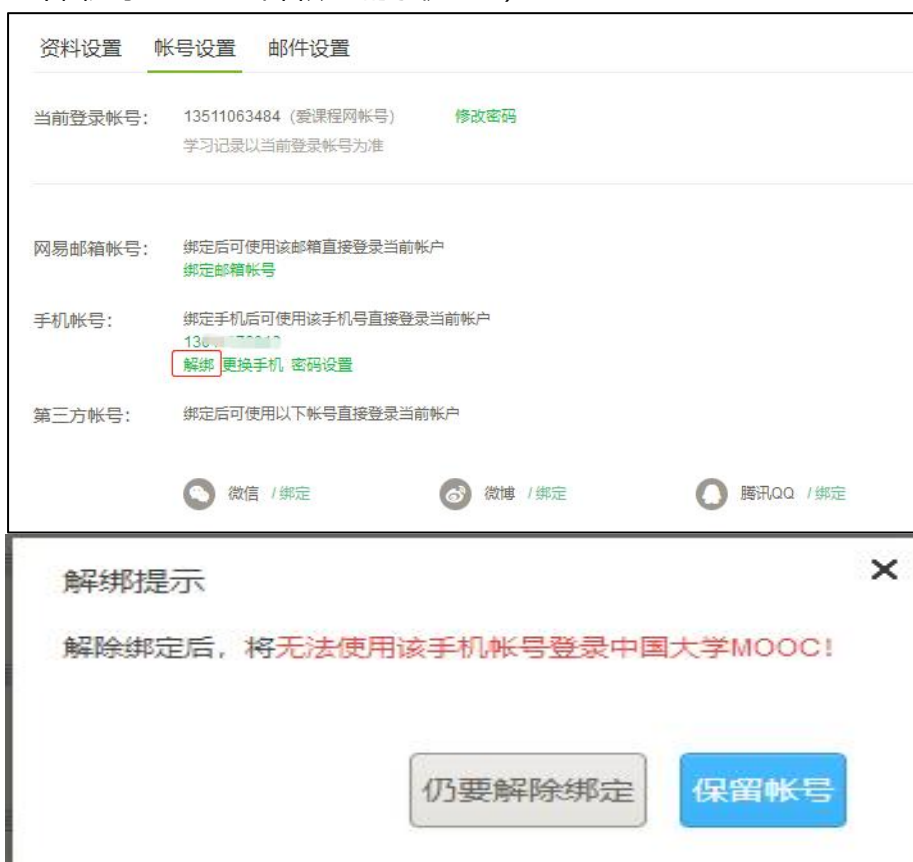 资料设置 帐号设置 邮件设置
当前登录帐号： 13511063484（爱课程网帐号） 修改密码
学习记录以当前登录帐号为准
网易邮箱帐号： 绑定后可使用该邮箱直接登录当前帐户
绑定邮箱帐号
手机帐号： 绑定手机后可使用该手机号直接登录当前帐户
解绑 更换手机 密码设置
第三方帐号： 绑定后可使用以下帐号直接登录当前帐户
微信 / 绑定 微博 / 绑定 腾讯QQ / 绑定
解绑提示
解除绑定后，将无法使用该手机帐号登录中国大学MOOC！
仍要解除绑定 保留帐号